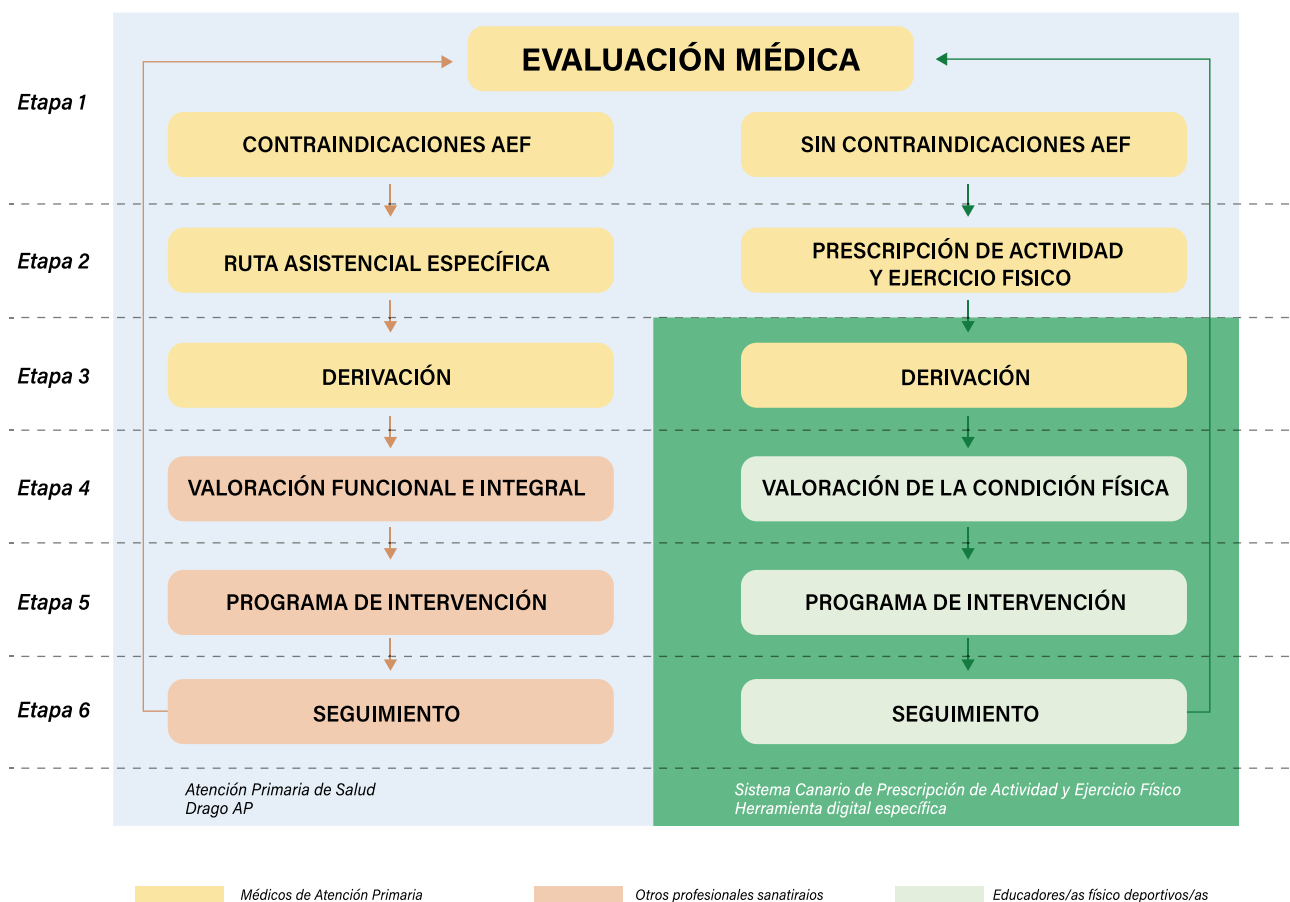 EVALUACIÓN MÉDICA
Etapa 1
CONTRAINDICACIONES AEF
SIN CONTRAINDICACIONES AEF
Etapa 2
RUTA ASISTENCIAL ESPECÍFICA
PRESCRIPCIÓN DE ACTIVIDAD
Y EJERCICIO FISICO
Etapa 3
DERIVACIÓN
DERIVACIÓN
Etapa 4
VALORACIÓN FUNCIONAL E INTEGRAL
VALORACIÓN DE LA CONDICIÓN FÍSICA
Etapa 5
PROGRAMA DE INTERVENCIÓN
PROGRAMA DE INTERVENCIÓN
Etapa 6
SEGUIMIENTO
SEGUIMIENTO
Atención Primaria de Salud
Drago AP
Sistema Canario de Prescripción de Actividad y Ejercicio Físico
Herramienta digital específica
Médicos de Atención Primaria
Otros profesionales sanatiraios
Educadores/as físico deportivos/as